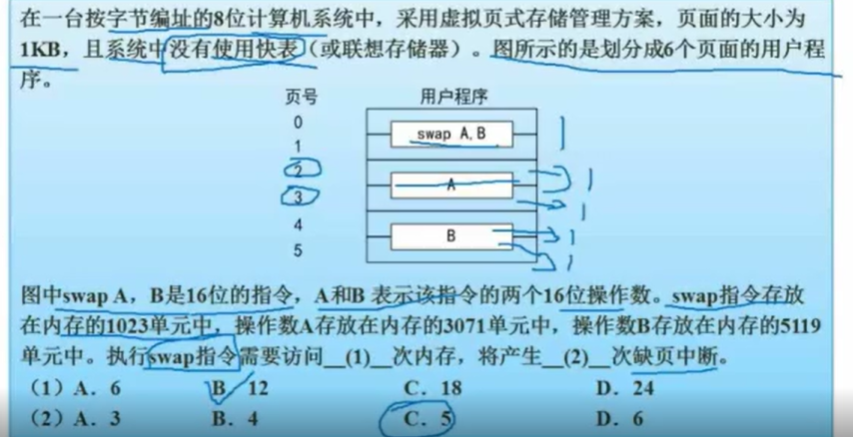 在一台按字节编址的8位计算机系统中，采用虚拟页式存储管理方案，页面的大小为
1KB，且系统中没有使用快表（或联想存储器）。图所示的是划分成6个页面的用户程
序。
页号 用户程序
0
swap A,B
1
2
A
3
4
B
5
图中swap A，B是16位的指令，A和B 表示该指令的两个16位操作数。swap指令存放
在内存的1023单元中，操作数A存放在内存的3071单元中，操作数B存放在内存的5119
单元中。执行swap指令需要访问__(1)__次内存，将产生__(2)__次缺页中断。
（1）A．6 B．12 C．18 D．24
（2）A．3 B．4 C．5 D．6